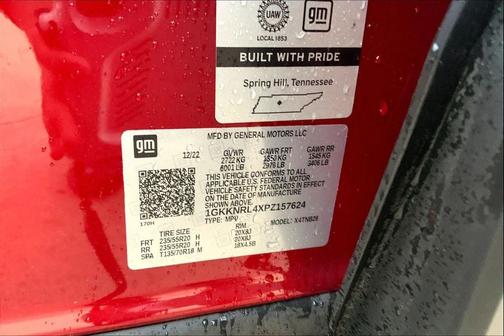 UAW
gm
LOCAL 1853
BUILT WITH PRIDE
Spring Hill, Tennessee
gm
MFD BY GENERAL MOTORS LLC
12/22 GVWR GAWR FRT GAWR RR
2722 KG 1350 KG 1545 KG
6001 LB 2976 LB 3406 LB
THIS VEHICLE CONFORMS TO ALL
APPLICABLE U.S. FEDERAL MOTOR
VEHICLE SAFETY STANDARDS IN EFFECT
ON THE DATE OF MANUFACTURE
SHOWN ABOVE.
1GKKNRL4XPZ157624
170H
MPV MODEL: X4TNB26
TIRE SIZE RIM
FRT 235/55R20 H 20X8J
RR 235/55R20 H 20X8J
SPA T135/70R18 M 18X4.5B